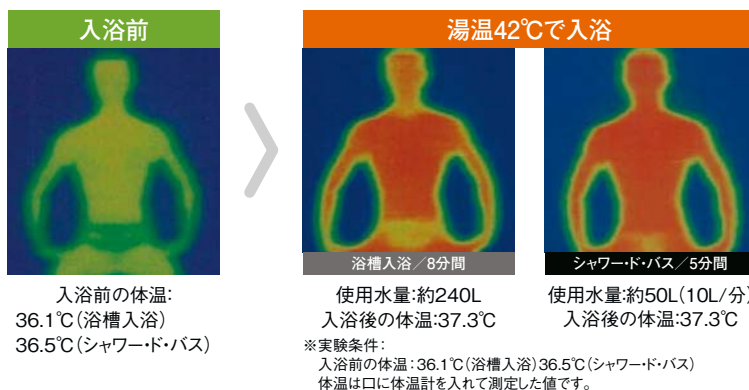 入浴前
湯温42℃で入浴
浴槽入浴／8分間
シャワー・ド・バス／5分間
入浴前の体温：
36.1℃（浴槽入浴）
36.5℃（シャワー・ド・バス）
使用水量：約240L
入浴後の体温：37.3℃
使用水量：約50L（10L/分）
入浴後の体温：37.3℃
※実験条件：
入浴前の体温：36.1℃（浴槽入浴）36.5℃（シャワー・ド・バス）
体温は口に体温計を入れて測定した値です。